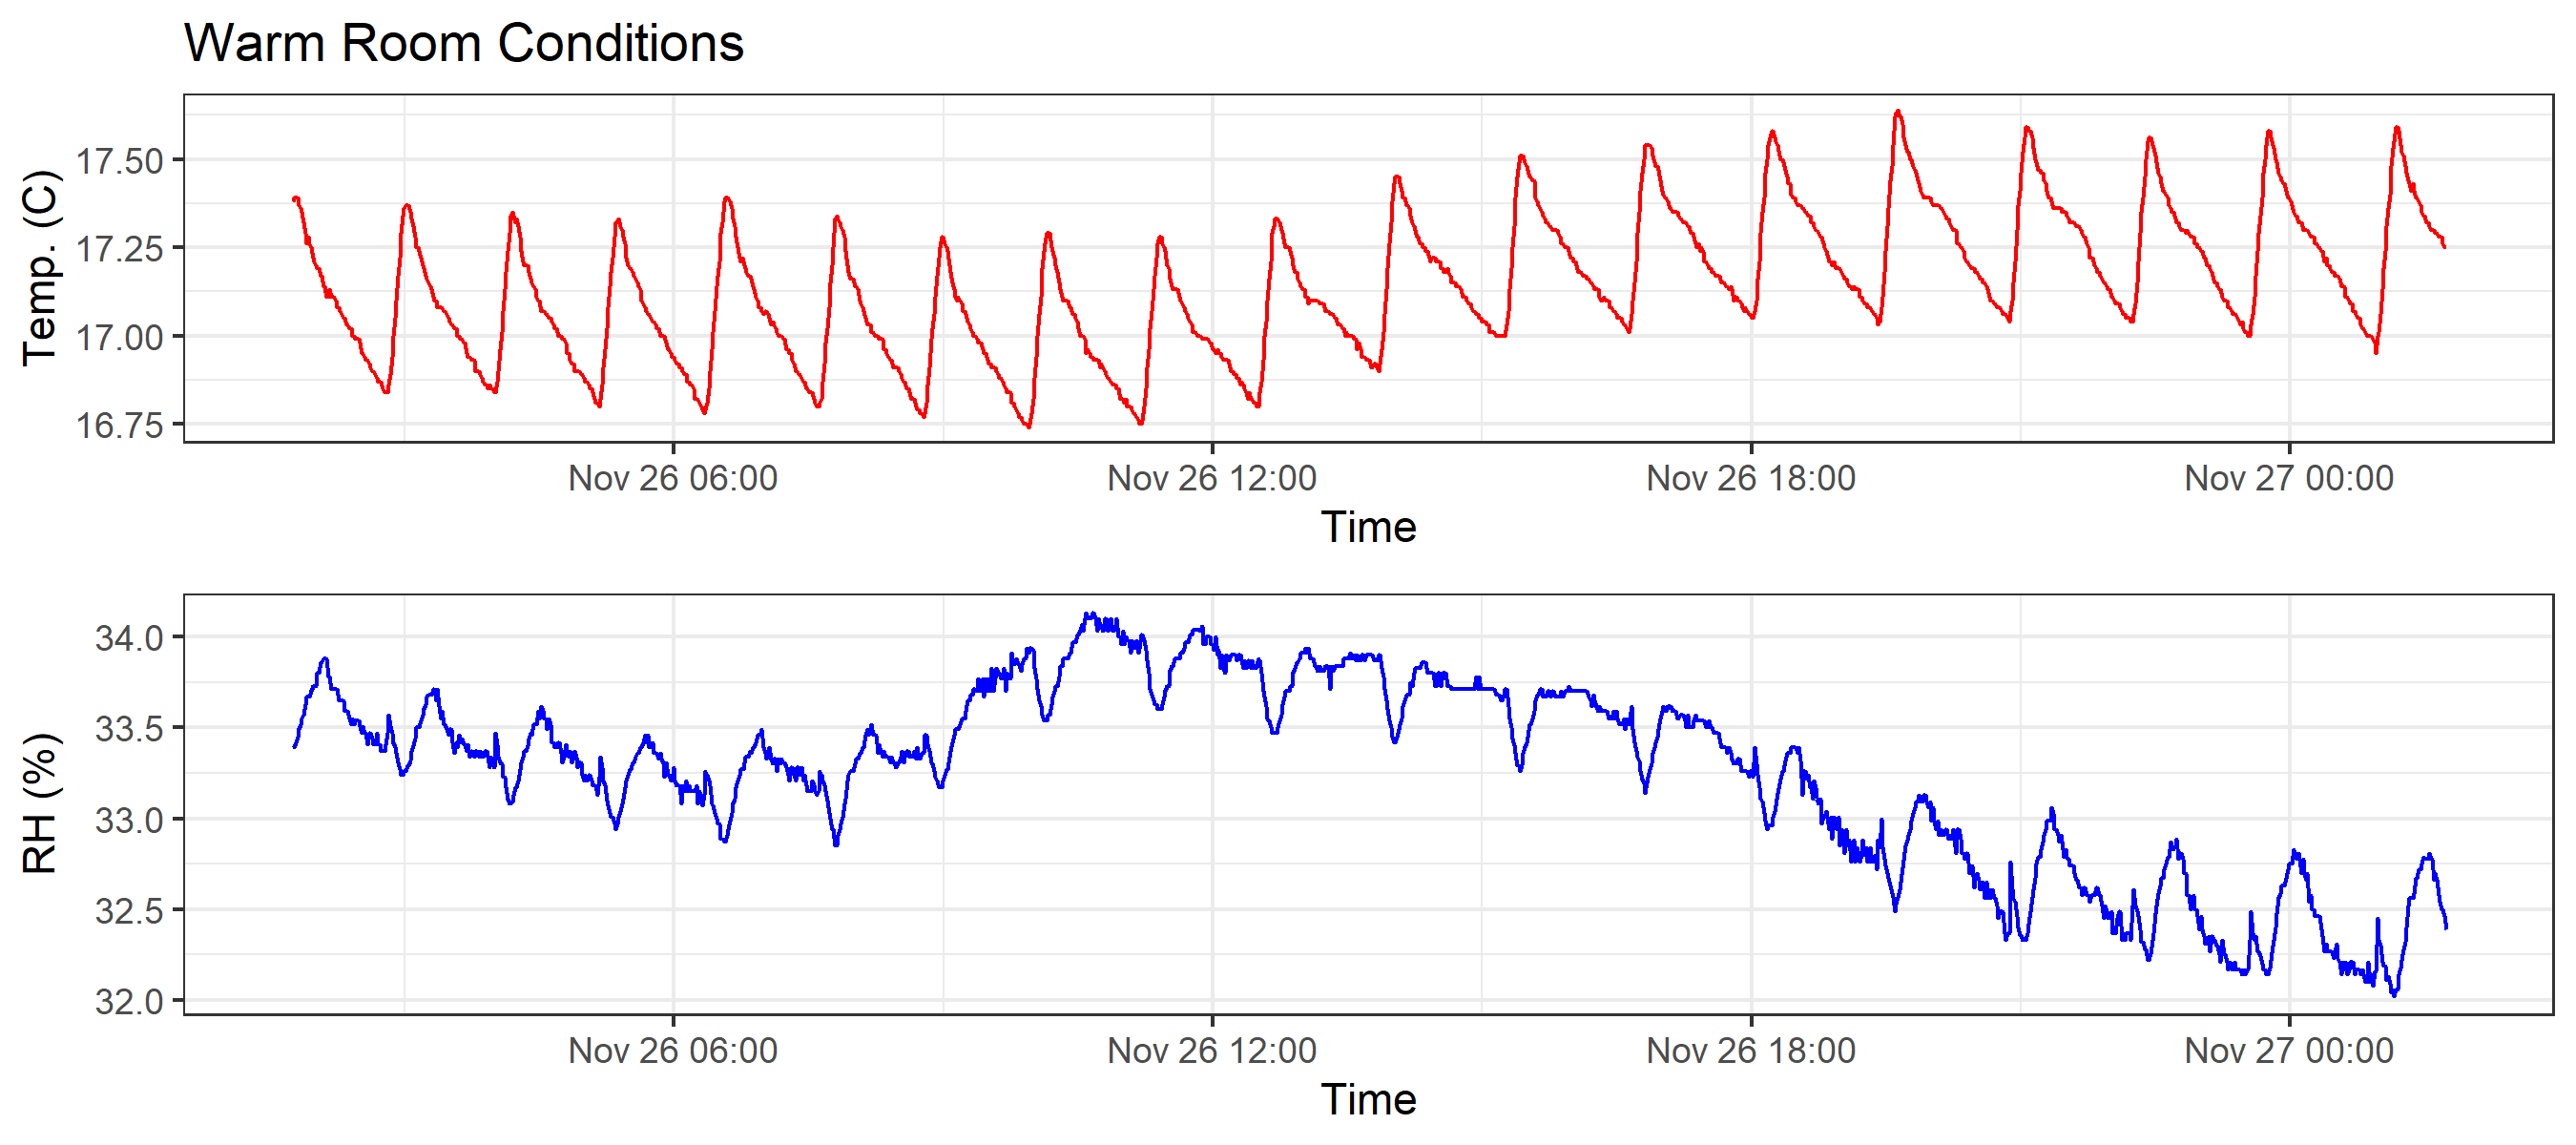 Warm Room Conditions
Temp. (C)
17.50
17.25
17.00
16.75
Nov 26 06:00 Nov 26 12:00 Nov 26 18:00 Nov 27 00:00
Time
RH (%)
34.0
33.5
33.0
32.5
32.0
Nov 26 06:00 Nov 26 12:00 Nov 26 18:00 Nov 27 00:00
Time